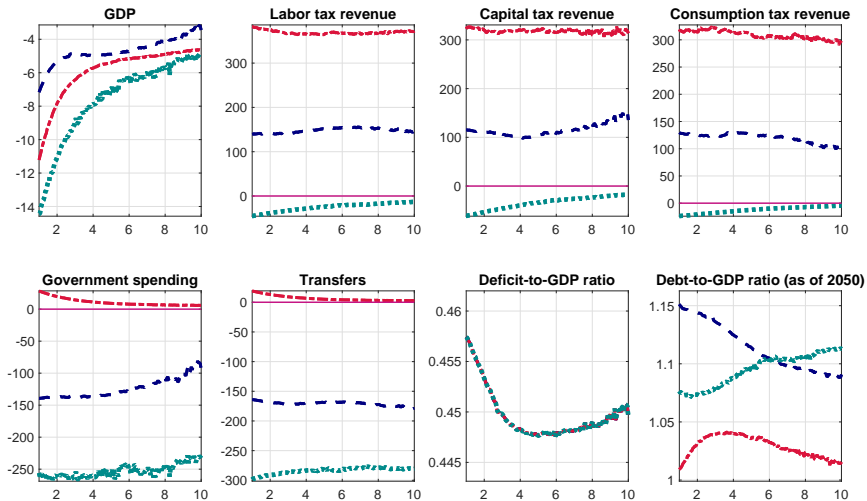 GDP
-4
-6
-8
-10
-12
-14
2 4 6 8 10
Labor tax revenue
300
200
100
0
2 4 6 8 10
Capital tax revenue
300
200
100
0
2 4 6 8 10
Consumption tax revenue
300
250
200
150
100
50
0
2 4 6 8 10
Government spending
0
-50
-100
-150
-200
-250
2 4 6 8 10
Transfers
0
-50
-100
-150
-200
-250
-300
2 4 6 8 10
Deficit-to-GDP ratio
0.46
0.455
0.45
0.445
2 4 6 8 10
Debt-to-GDP ratio (as of 2050)
1.15
1.1
1.05
1
2 4 6 8 10